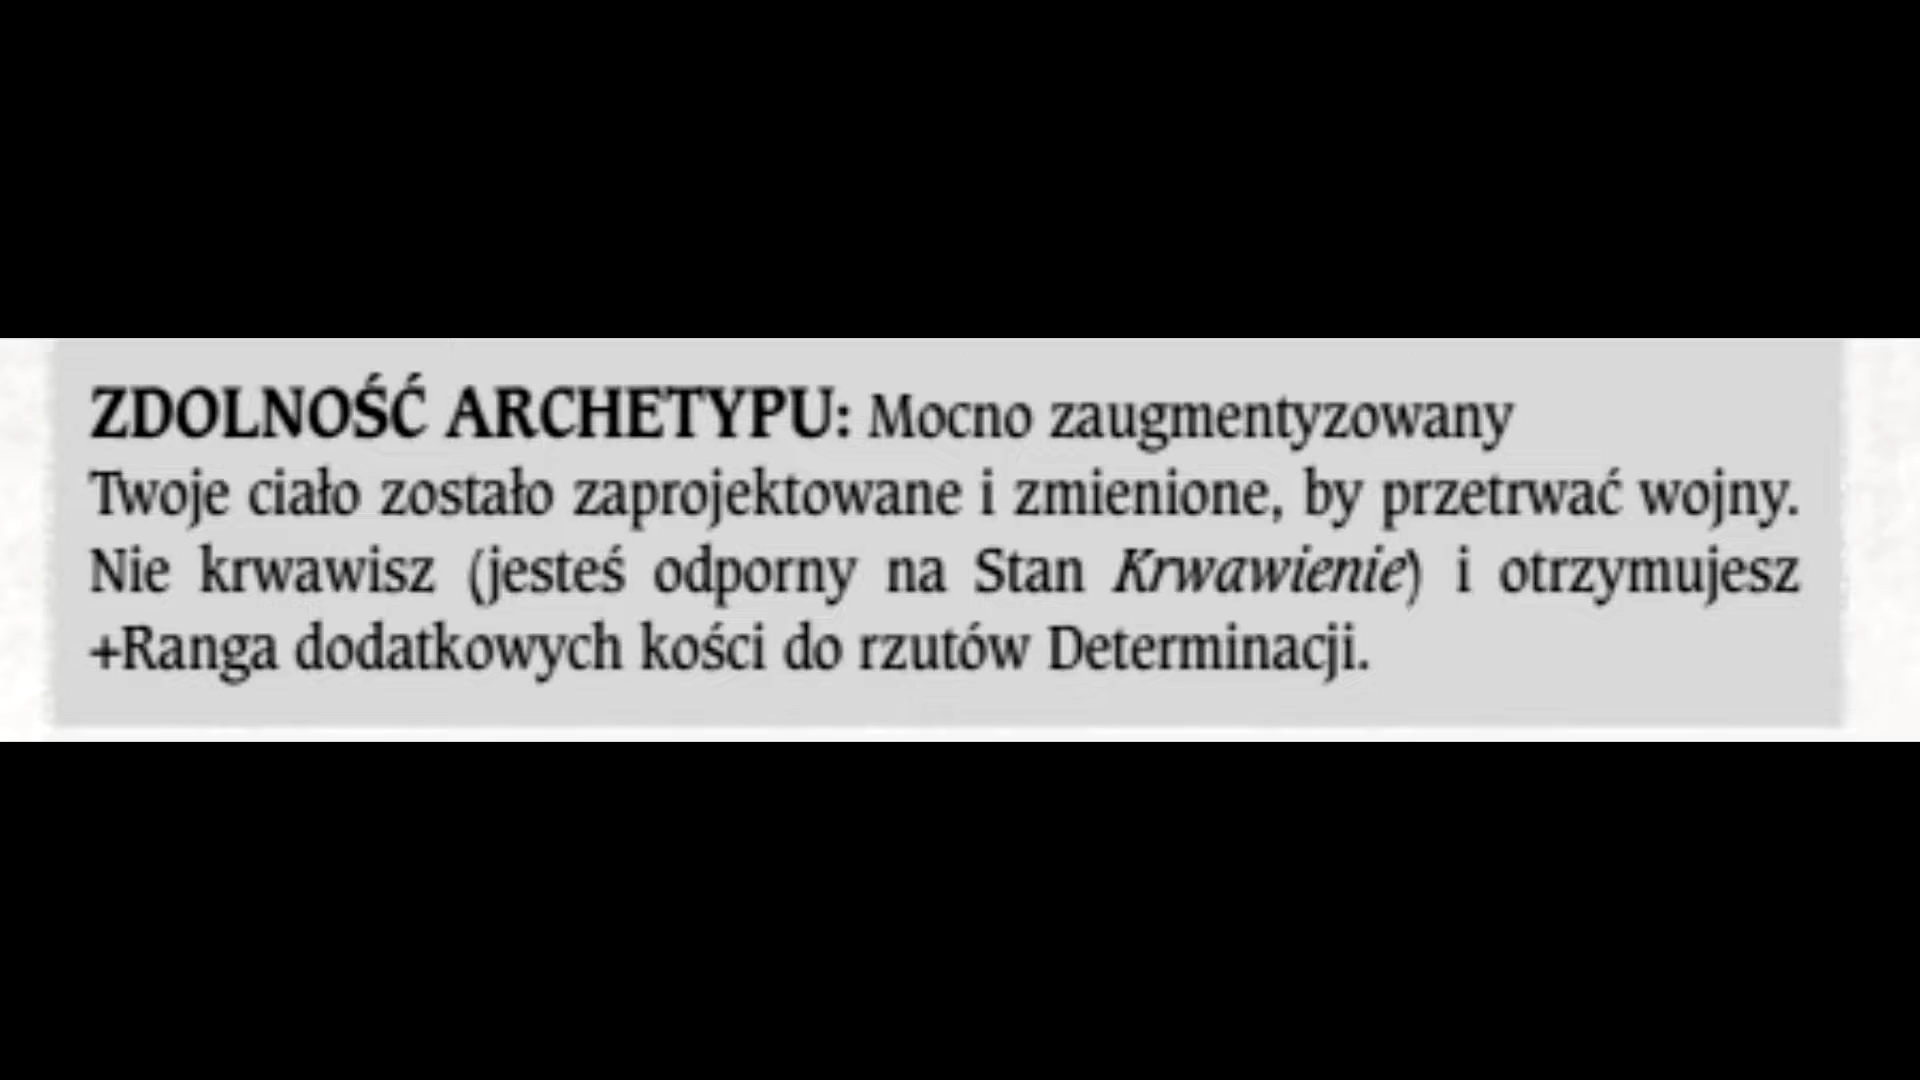 ZDOLNOŚĆ ARCHETYPU: Mocno zaugmentyzowany
Twoje ciało zostało zaprojektowane i zmienione, by przetrwać wojny.
Nie krwawisz (jesteś odporny na Stan Krwawienie) i otrzymujesz
+Ranga dodatkowych kości do rzutów Determinacji.